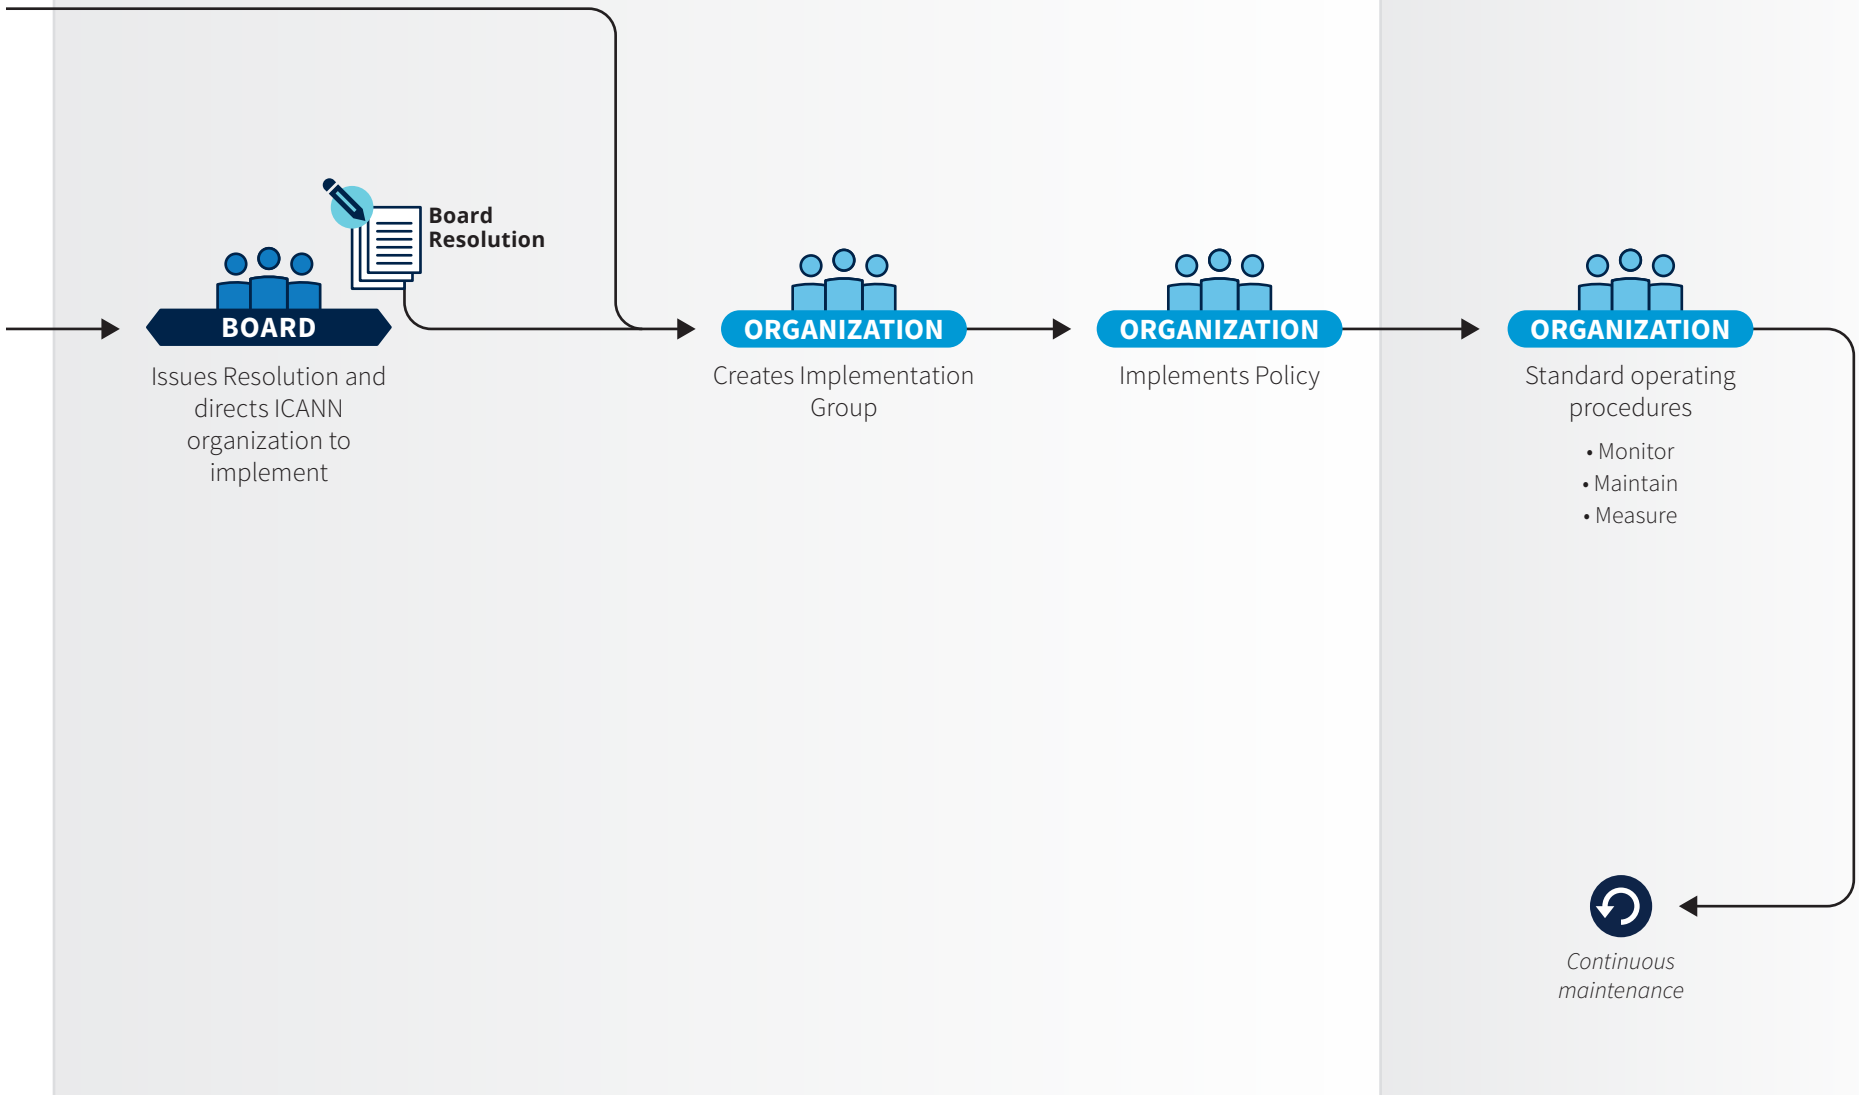 Board
Resolution
BOARD
Issues Resolution and
directs ICANN
organization to
implement
ORGANIZATION
Creates Implementation
Group
ORGANIZATION
Implements Policy
ORGANIZATION
Standard operating
procedures
• Monitor
• Maintain
• Measure
Continuous
maintenance